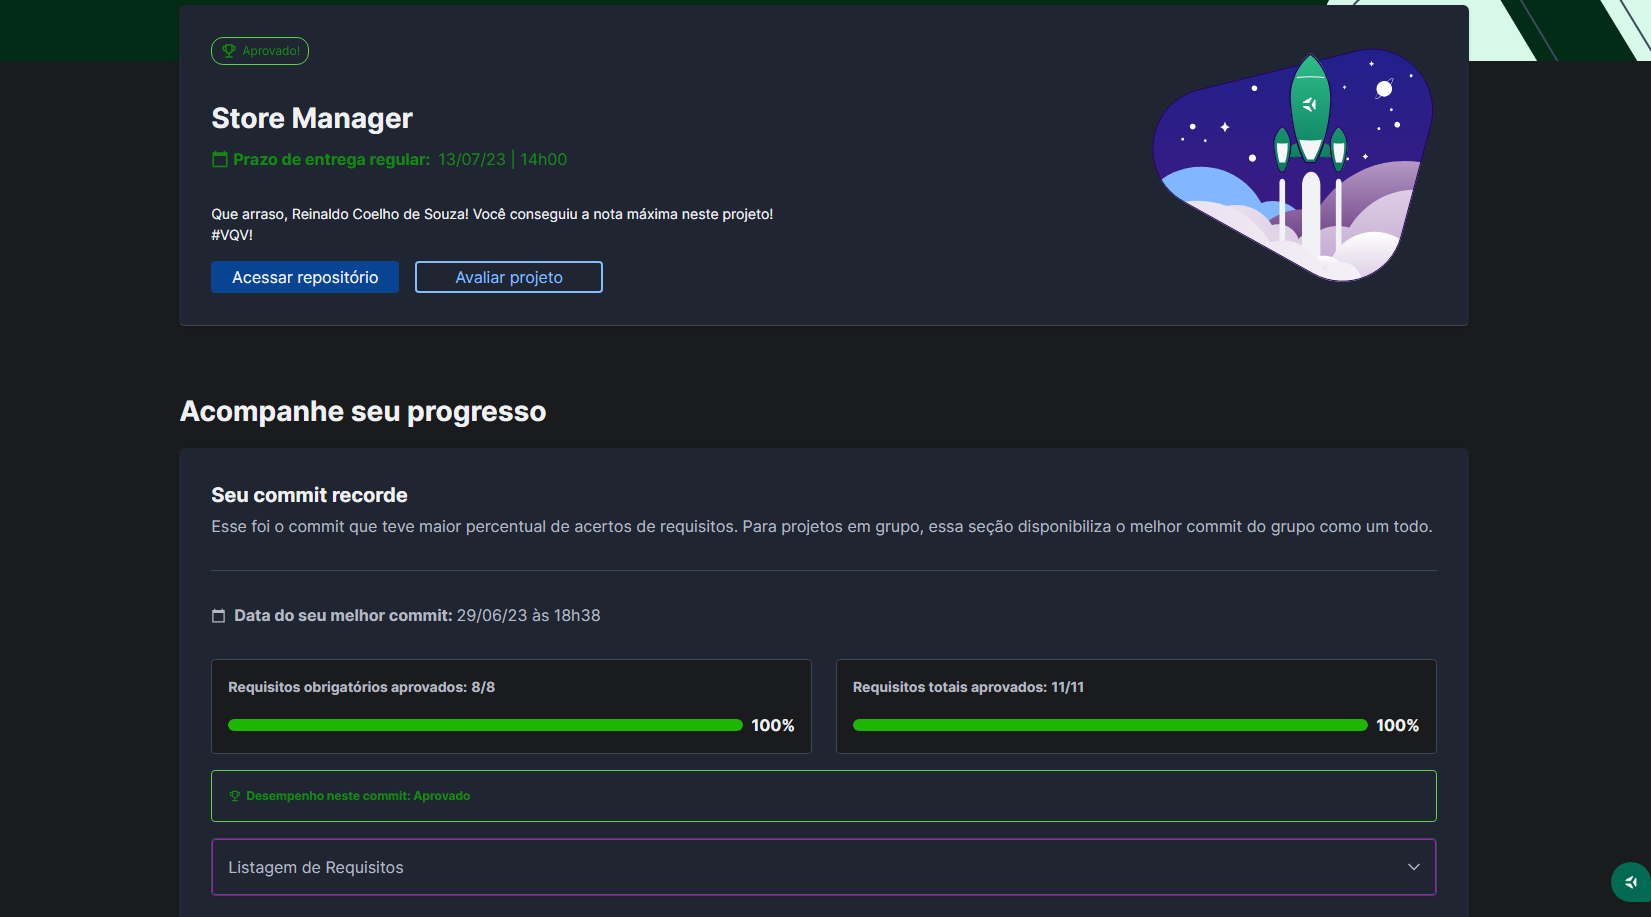 Aprovado!
Store Manager
Prazo de entrega regular: 13/07/23 | 14h00
Que arraso, Reinaldo Coelho de Souza! Você conseguiu a nota máxima neste projeto!
#VQV!
Acessar repositório
Avaliar projeto
Acompanhe seu progresso
Seu commit recorde
Esse foi o commit que teve maior percentual de acertos de requisitos. Para projetos em grupo, essa seção disponibiliza o melhor commit do grupo como um todo.
Data do seu melhor commit: 29/06/23 às 18h38
Requisitos obrigatórios aprovados: 8/8
100%
Requisitos totais aprovados: 11/11
100%
Desempenho neste commit: Aprovado
Listagem de Requisitos